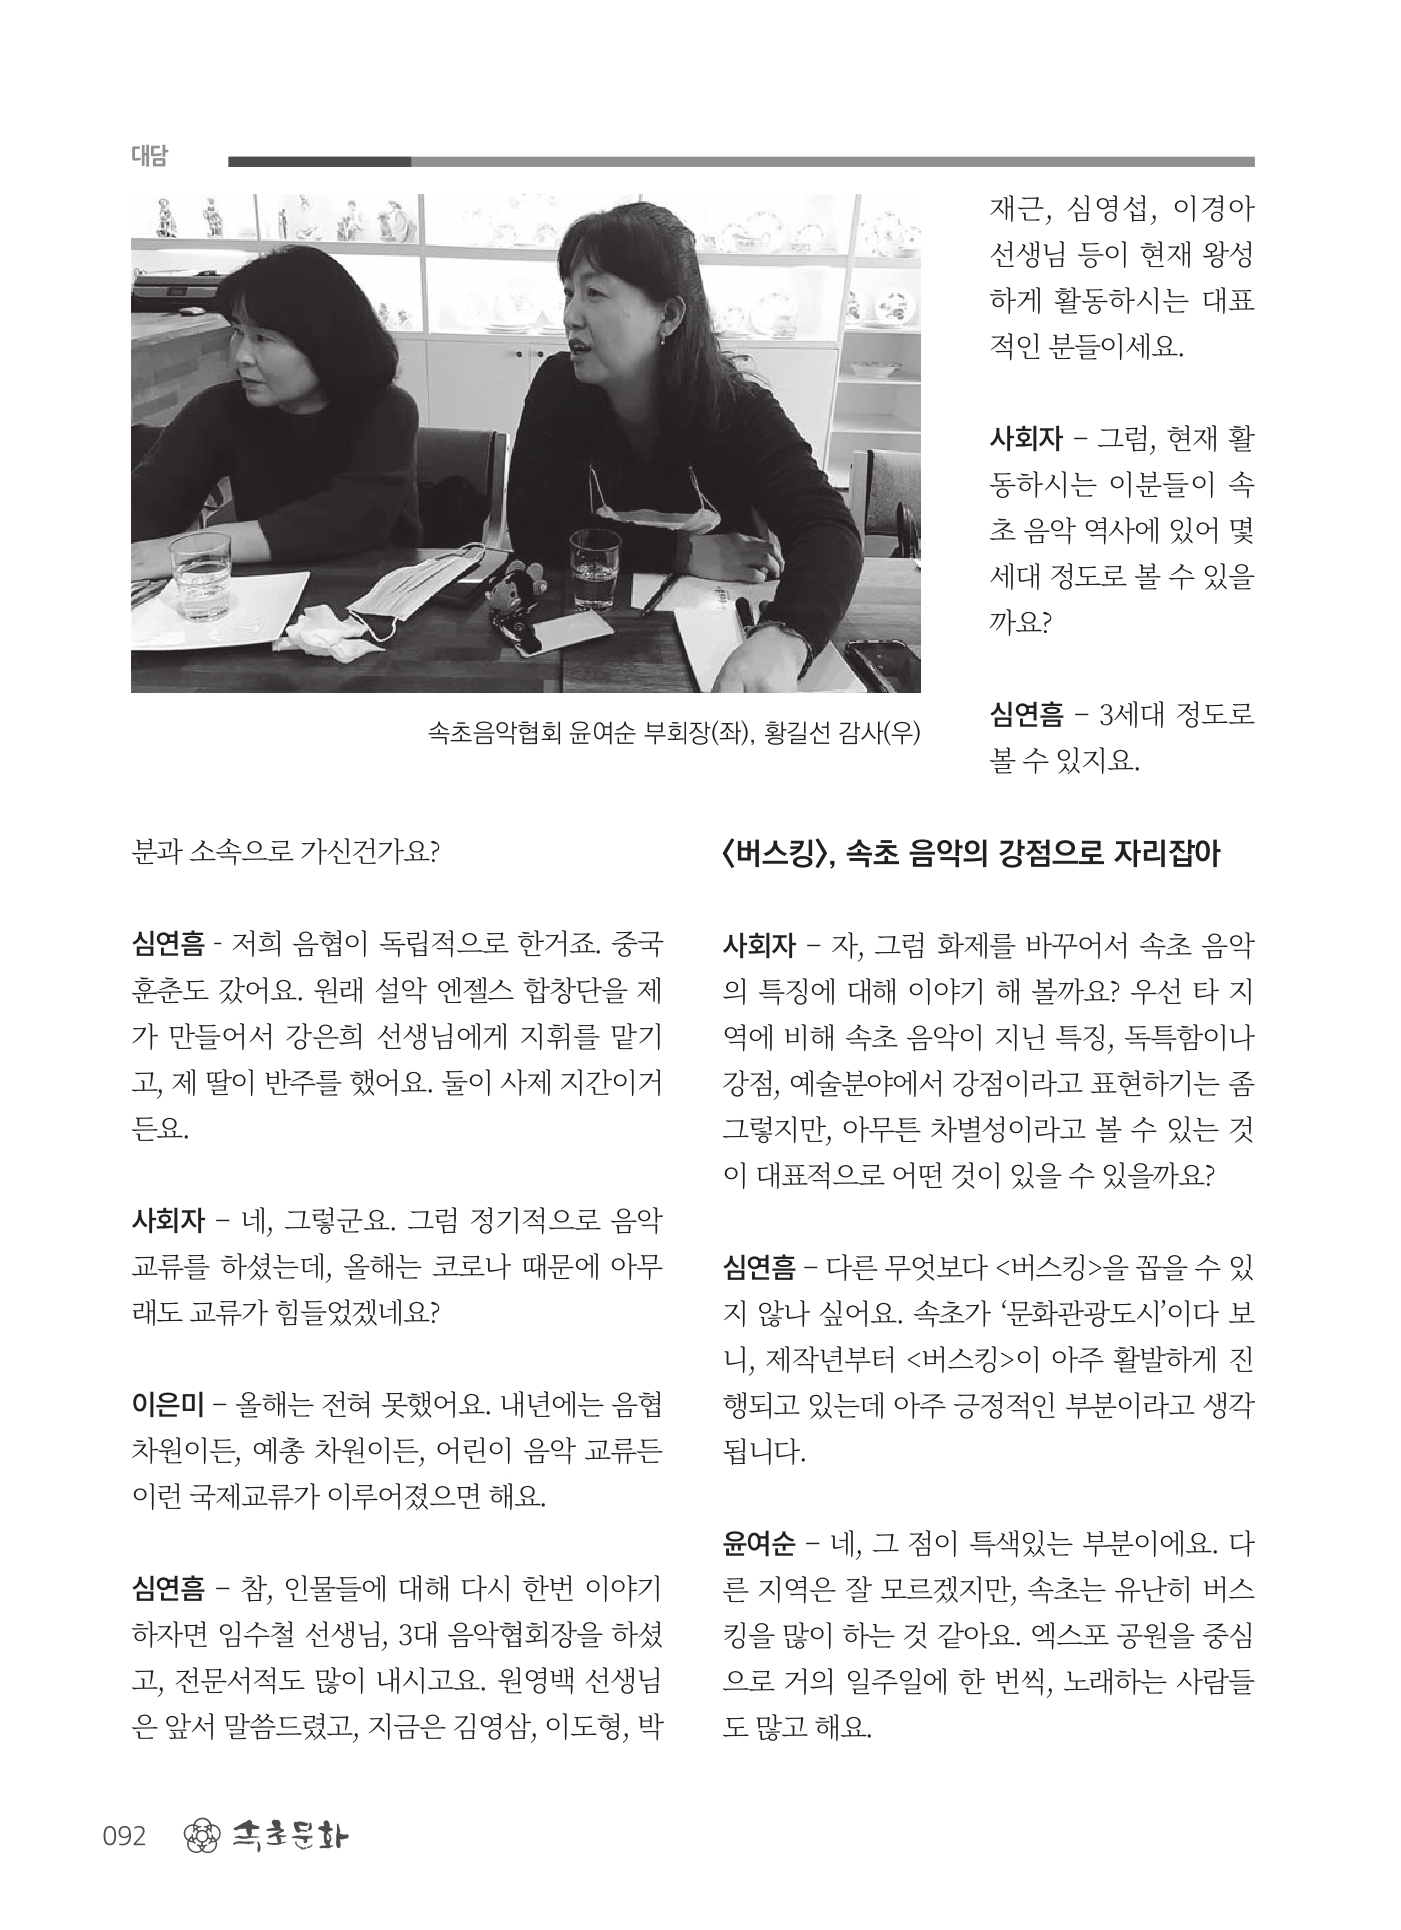 대담
속초음악협회 윤여순 부회장(좌), 황길선 감사(우)
분과 소속으로 가신건가요?
심연흠 - 저희 음협이 독립적으로 한거죠. 중국
훈춘도 갔어요. 원래 설악 엔젤스 합창단을 제
가 만들어서 강은희 선생님에게 지휘를 맡기
고, 제 딸이 반주를 했어요. 둘이 사제 지간이거
든요.
사회자 – 네, 그렇군요. 그럼 정기적으로 음악
교류를 하셨는데, 올해는 코로나 때문에 아무
래도 교류가 힘들었겠네요?
이은미 – 올해는 전혀 못했어요. 내년에는 음협
차원이든, 예총 차원이든, 어린이 음악 교류든
이런 국제교류가 이루어졌으면 해요.
심연흠 – 참, 인물들에 대해 다시 한번 이야기
하자면 임수철 선생님, 3대 음악협회장을 하셨
고, 전문서적도 많이 내시고요. 원영백 선생님
은 앞서 말씀드렸고, 지금은 김영삼, 이도형, 박
재근, 심영섭, 이경아
선생님 등이 현재 왕성
하게 활동하시는 대표
적인 분들이세요.
사회자 – 그럼, 현재 활
동하시는 이분들이 속
초 음악 역사에 있어 몇
세대 정도로 볼 수 있을
까요?
심연흠 – 3세대 정도로
볼 수 있지요.
〈버스킹〉, 속초 음악의 강점으로 자리잡아
사회자 – 자, 그럼 화제를 바꾸어서 속초 음악
의 특징에 대해 이야기 해 볼까요? 우선 타 지
역에 비해 속초 음악이 지닌 특징, 독특함이나
강점, 예술분야에서 강점이라고 표현하기는 좀
그렇지만, 아무튼 차별성이라고 볼 수 있는 것
이 대표적으로 어떤 것이 있을 수 있을까요?
심연흠 – 다른 무엇보다 <버스킹>을 꼽을 수 있
지 않나 싶어요. 속초가 ‘문화관광도시’이다 보
니, 제작년부터 <버스킹>이 아주 활발하게 진
행되고 있는데 아주 긍정적인 부분이라고 생각
됩니다.
윤여순 – 네, 그 점이 특색있는 부분이에요. 다
른 지역은 잘 모르겠지만, 속초는 유난히 버스
킹을 많이 하는 것 같아요. 엑스포 공원을 중심
으로 거의 일주일에 한 번씩, 노래하는 사람들
도 많고 해요.
092
속초문화